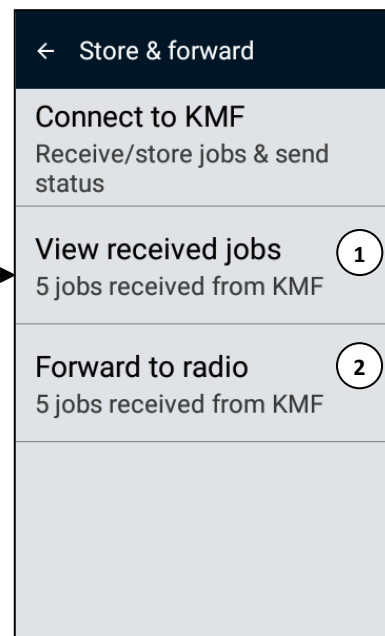 ← Store & forward
Connect to KMF
Receive/store jobs & send
status
View received jobs
1
5 jobs received from KMF
Forward to radio
2
5 jobs received from KMF